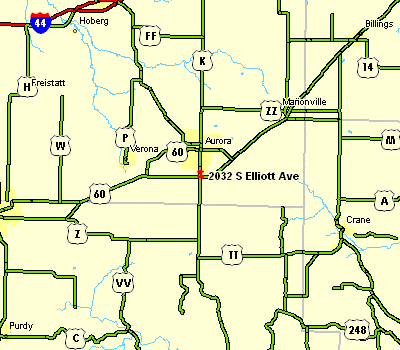 44
Hoberg
Billings
FF
K
14
H
Freistatt
Marionville
ZZ
P
Aurora
M
W
Verona
60
2032 S Elliott Ave
60
A
Crane
Z
TT
VV
Purdy
C
248